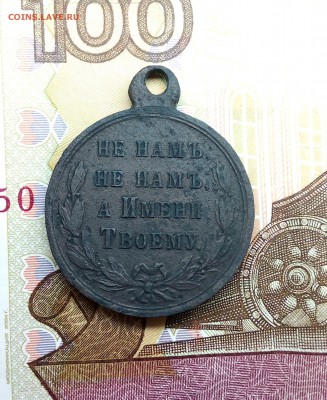 COINS.LAVE.RU
100
50
НЕ НАМЪ,
НЕ НАМЪ,
А ИМЕНИ
ТВОЕМУ.